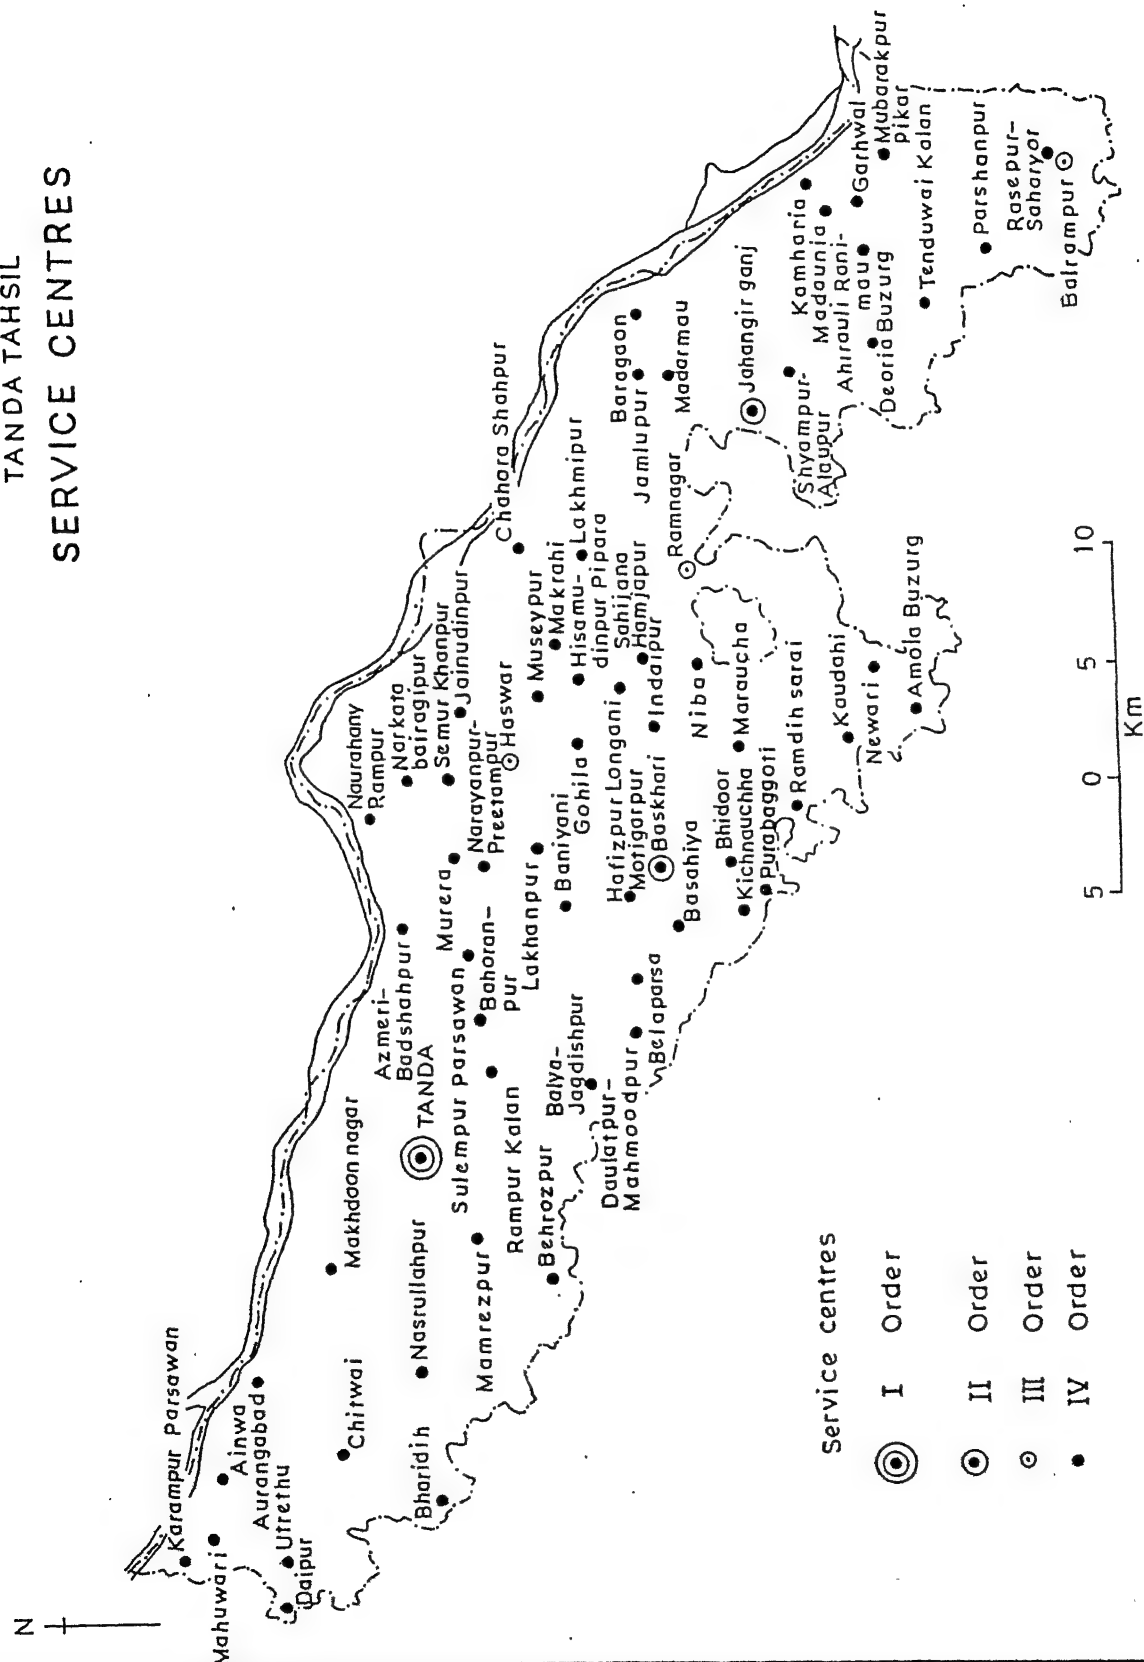 TANDA TAHSIL
SERVICE CENTRES
N
Karampur Parsawan
Mahuwari
Ainwa
Aurangabad
Utrethu
Daipur
Chitwai
Bharidih
Makhdoon nagar
Nasrullahpur
Mamrezpur
Behrozpur
TANDA
Azmeri-
Badshahpur
Sulempur Parsawan
Rampur Kalan
Bahoran-
pur
Murera
Balya-
Jagdishpur
Daulatpur-
Mahmoodpur
Belaparsa
Naurahany
Rampur
Narkata
bairagipur
Semur Khanpur
Jainudinpur
Narayanpur-
Preetampur
Haswar
Lakhanpur
Baniyani
Gohila
Museypur
Makrahi
Chahora Shahpur
Hisamu-
dinpur Pipara
Lakhmipur
Sahijana
Hamjapur
Indaipur
Hafizpur Longani
Motigarpur
Baskhari
Basahiya
Niba
Maraucha
Bhidoor
Kichnauchha
Purabaggoti
Ramdih sarai
Kaudahi
Newari
Amola Buzurg
Ramnagar
Baragaon
Jamlupur
Madarmau
Jahangir ganj
Shyampur-
Alaupur
Kamharia
Madaunia
Ahirauli Rani-
mau
Deoria Buzurg
Garhwal
Mubarakpur
pikar
Tenduwai Kalan
Parshanpur
Rasepur-
Saharyor
Balrampur
Service centres
I Order
II Order
III Order
IV Order
5 0 5 10
Km